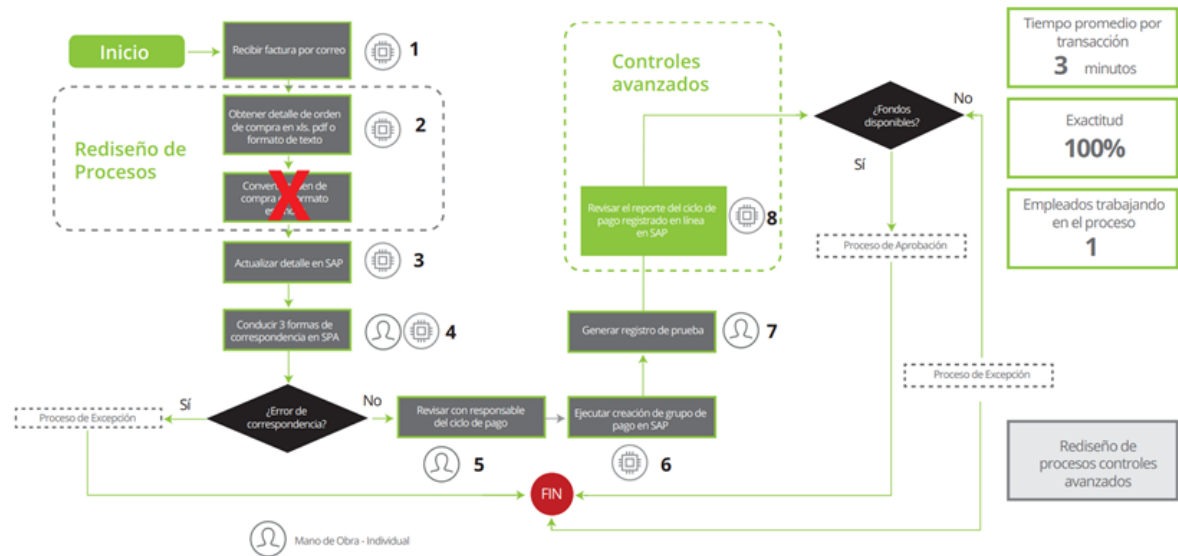 Inicio
Recibir factura por correo
1
Obtener detalle de orden
de compra en xls. pdf o
formato de texto
2
Rediseño de
Procesos
X
compra
Actualizar detalle en SAP
3
Conducir 3 formas de
correspondencia en SPA
4
¿Error de
correspondencia?
Sí
No
Proceso de Excepción
Revisar con responsable
del ciclo de pago
5
Ejecutar creación de grupo de
pago en SAP
6
Generar registro de prueba
7
Controles
avanzados
Revisar el reporte del ciclo de
pago registrado en línea
en SAP
8
¿Fondos
disponibles?
No
Sí
Proceso de Aprobación
Proceso de Excepción
FIN
Mano de Obra - Individual
Tiempo promedio por
transacción
3 minutos
Exactitud
100%
Empleados trabajando
en el proceso
1
Rediseño de
procesos controles
avanzados